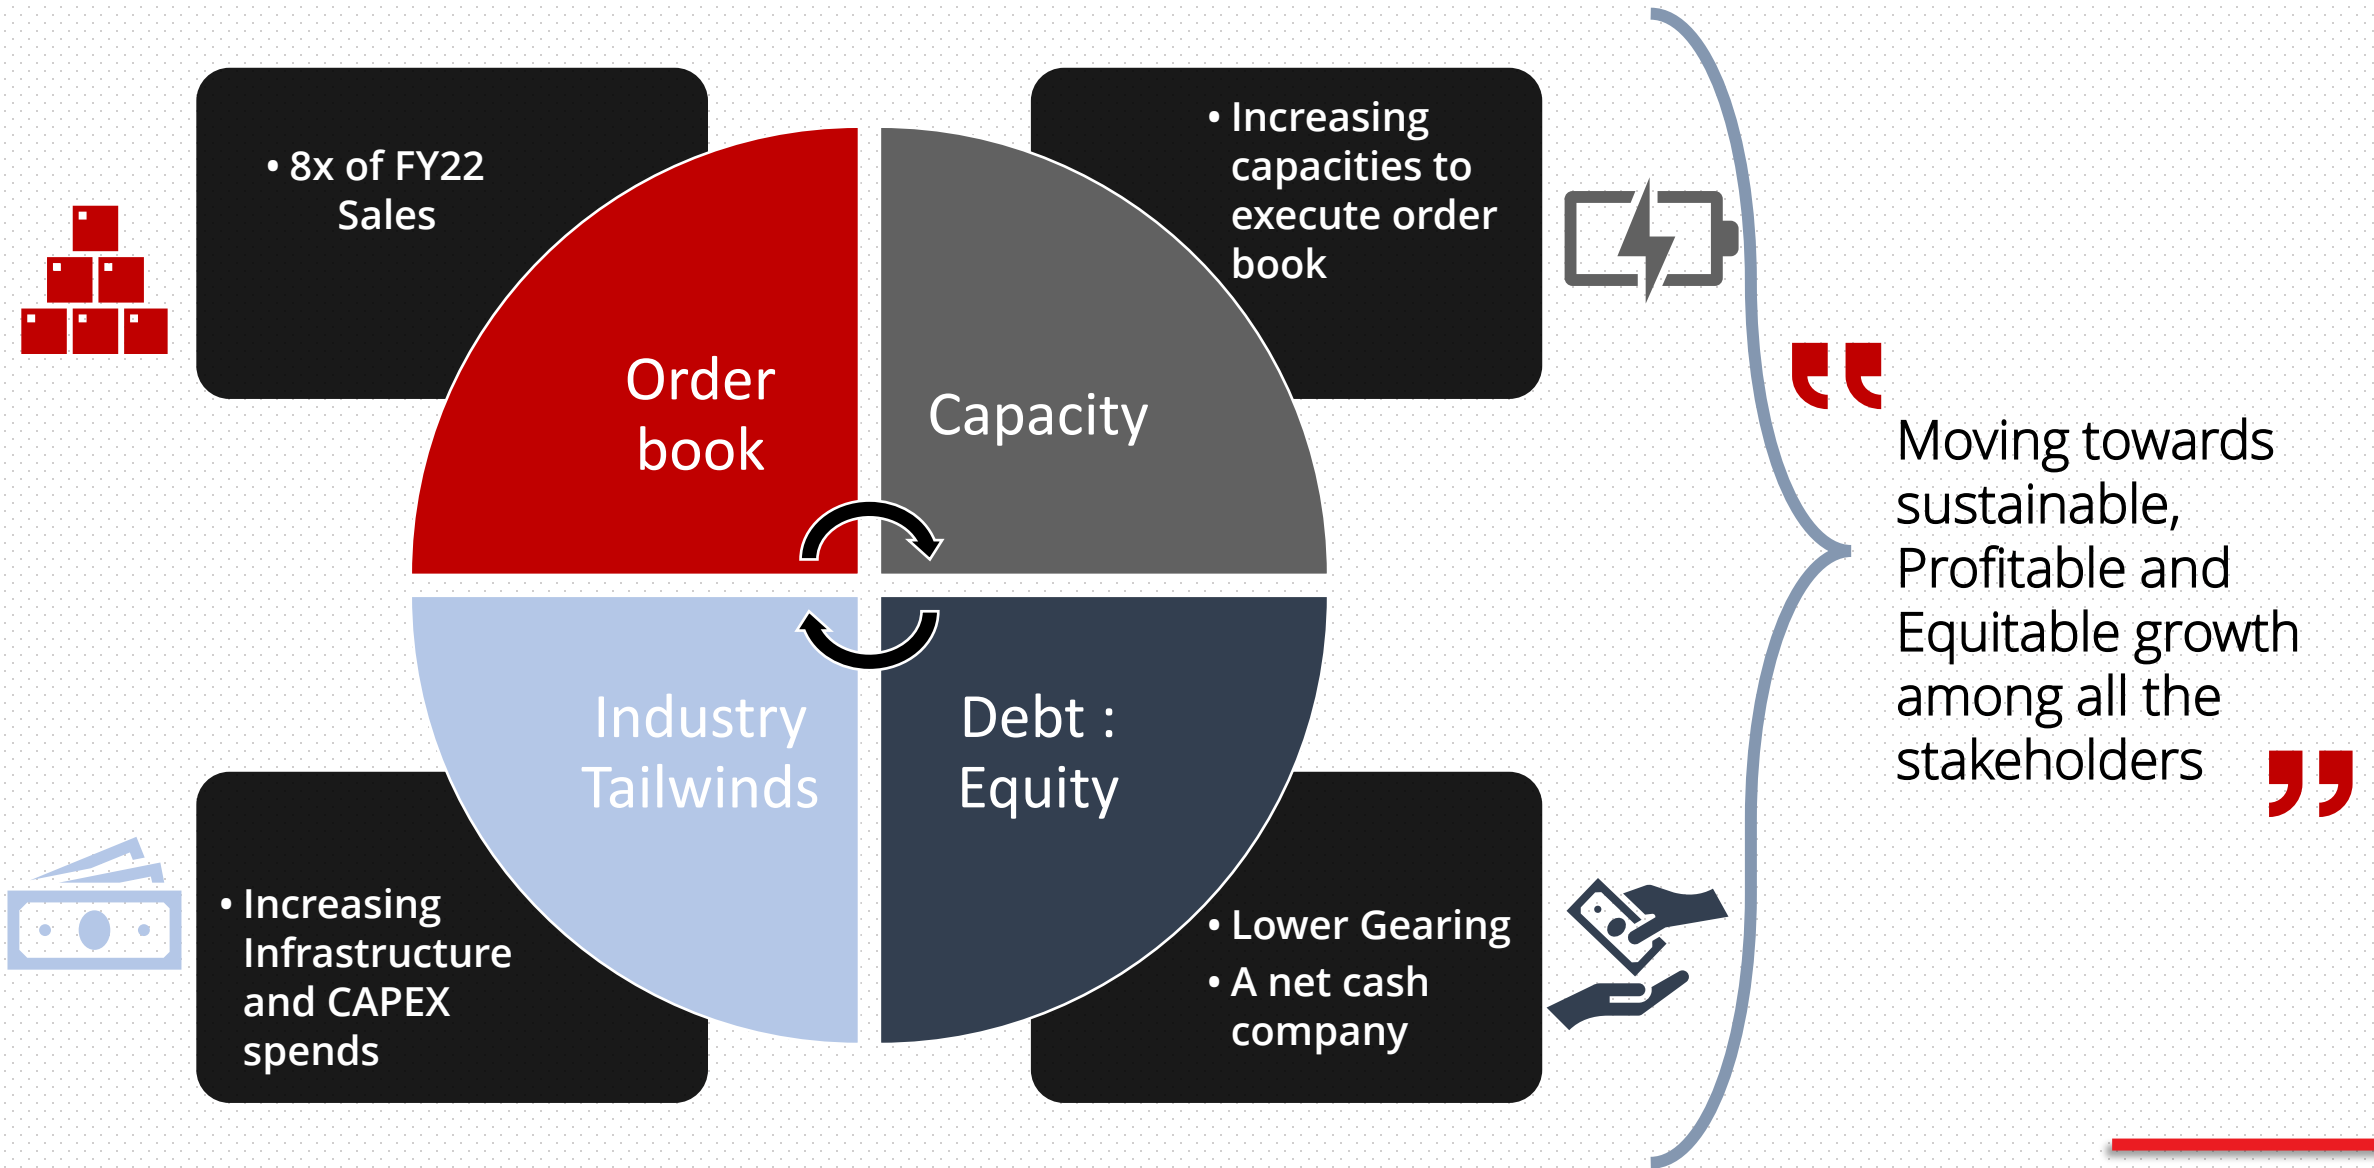 • 8x of FY22
Sales
• Increasing
capacities to
execute order
book
Order
book
Capacity
Industry
Tailwinds
Debt :
Equity
• Increasing
Infrastructure
and CAPEX
spends
• Lower Gearing
• A net cash
company
“
Moving towards
sustainable,
Profitable and
Equitable growth
among all the
stakeholders
”